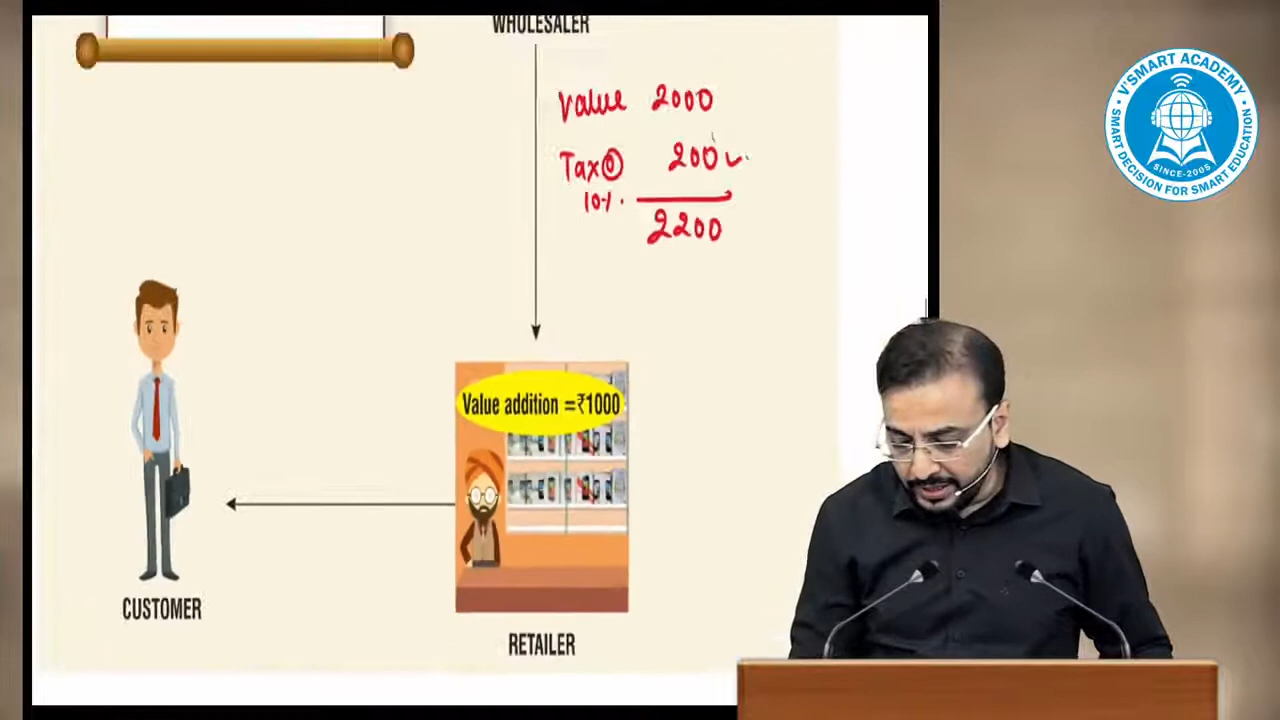 WHOLESALER
Value 2000
Tax@ 200
10%
2200
Value addition =₹1000
CUSTOMER
RETAILER
V'SMART ACADEMY
SINCE-2005
SMART DECISION FOR SMART EDUCATION